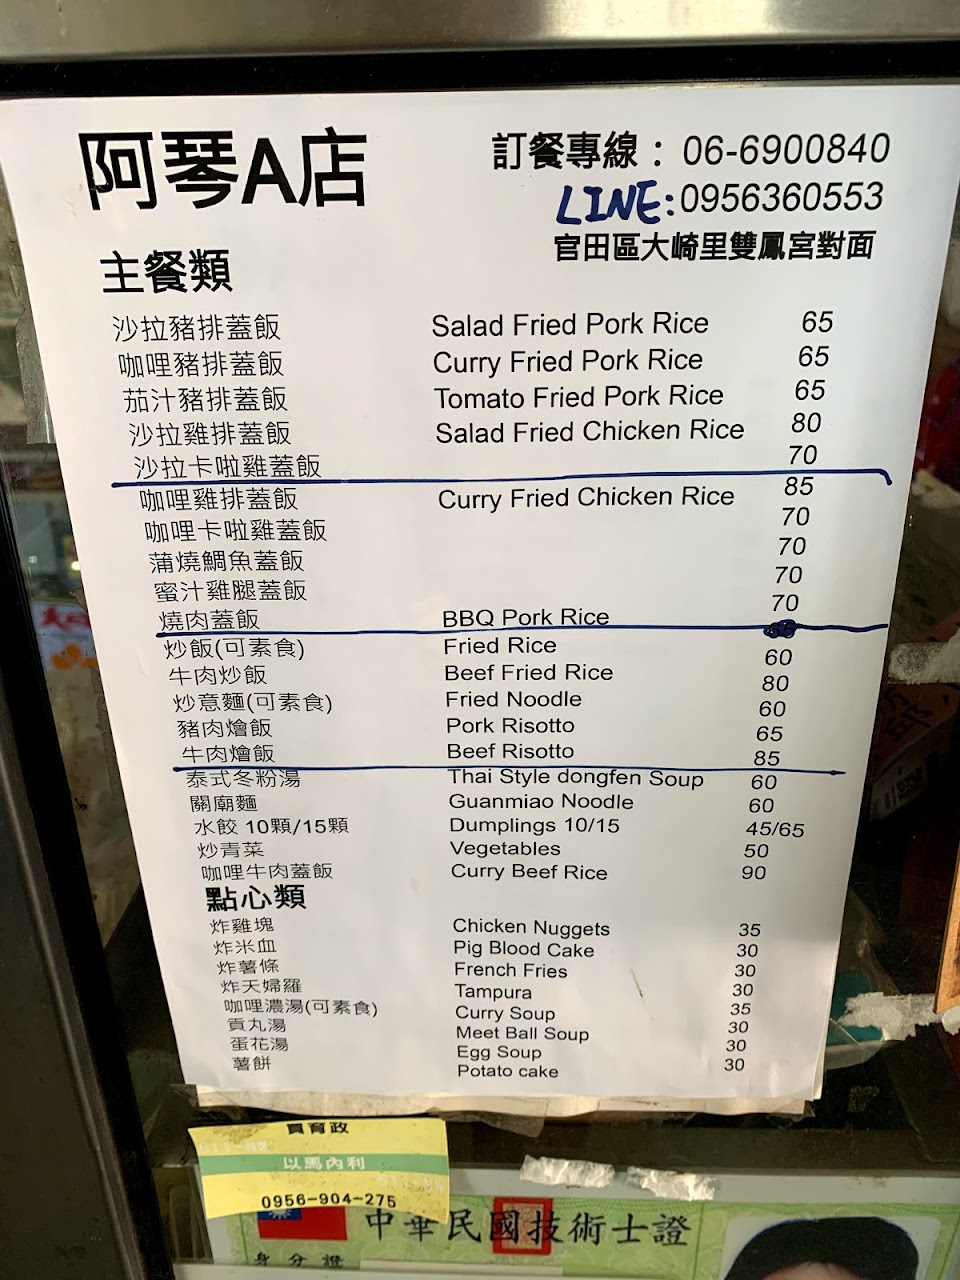 阿琴A店
訂餐專線：06-6900840
LINE:0956360553
官田區大崎里雙鳳宮對面
主餐類
沙拉豬排蓋飯 Salad Fried Pork Rice 65
咖哩豬排蓋飯 Curry Fried Pork Rice 65
茄汁豬排蓋飯 Tomato Fried Pork Rice 65
沙拉雞排蓋飯 Salad Fried Chicken Rice 80
沙拉卡啦雞蓋飯 70
咖哩雞排蓋飯 Curry Fried Chicken Rice 85
咖哩卡啦雞蓋飯 70
蒲燒鯛魚蓋飯 70
蜜汁雞腿蓋飯 70
燒肉蓋飯 BBQ Pork Rice 70
炒飯(可素食) Fried Rice 60
牛肉炒飯 Beef Fried Rice 80
炒意麵(可素食) Fried Noodle 60
豬肉燴飯 Pork Risotto 65
牛肉燴飯 Beef Risotto 85
泰式冬粉湯 Thai Style dongfen Soup 60
關廟麵 Guanmiao Noodle 60
水餃 10顆/15顆 Dumplings 10/15 45/65
炒青菜 Vegetables 50
咖哩牛肉蓋飯 Curry Beef Rice 90
點心類
炸雞塊 Chicken Nuggets 35
炸米血 Pig Blood Cake 30
炸薯條 French Fries 30
炸天婦羅 Tampura 30
咖哩濃湯(可素食) Curry Soup 35
貢丸湯 Meet Ball Soup 30
蛋花湯 Egg Soup 30
薯餅 Potato cake 30
買育政
以馬內利
0956-904-275
中華民國技術士證
身分證